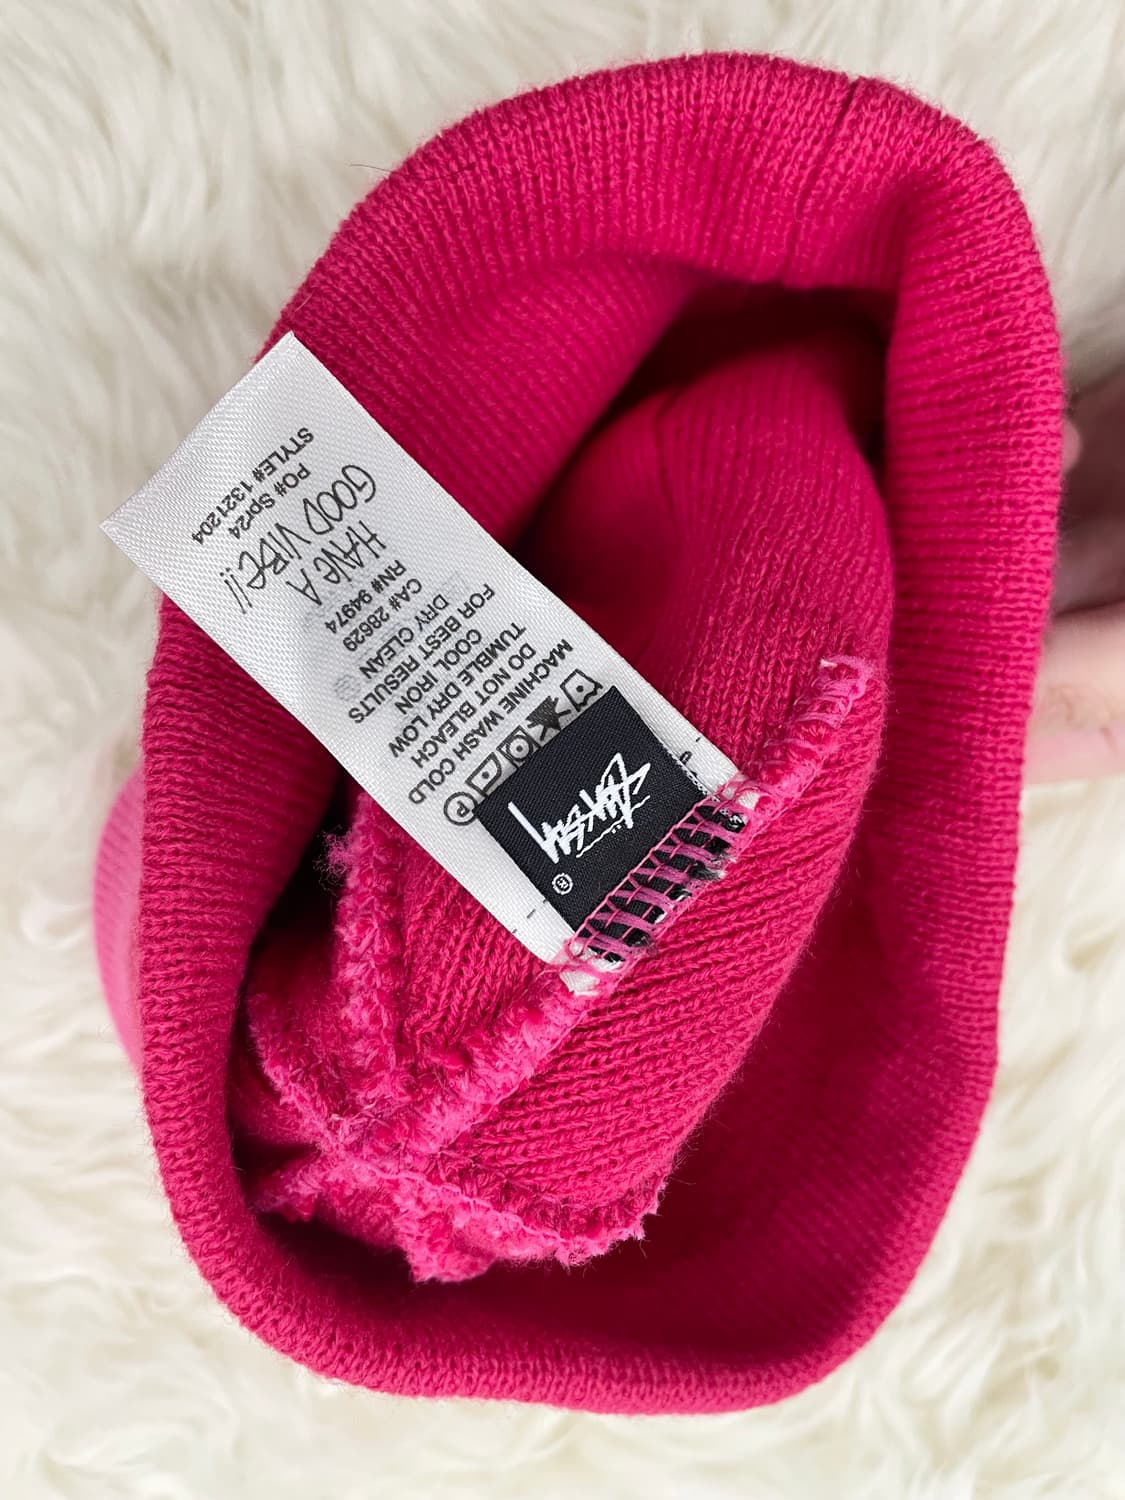 Stüssy
®
MACHINE WASH COLD
DO NOT BLEACH
TUMBLE DRY LOW
COOL IRON
FOR BEST RESULTS
DRY CLEAN
CA# 28629
RN# 94974
HAVE A
GOOD VIBE!!
PO# Spr24
STYLE# 1321204
P